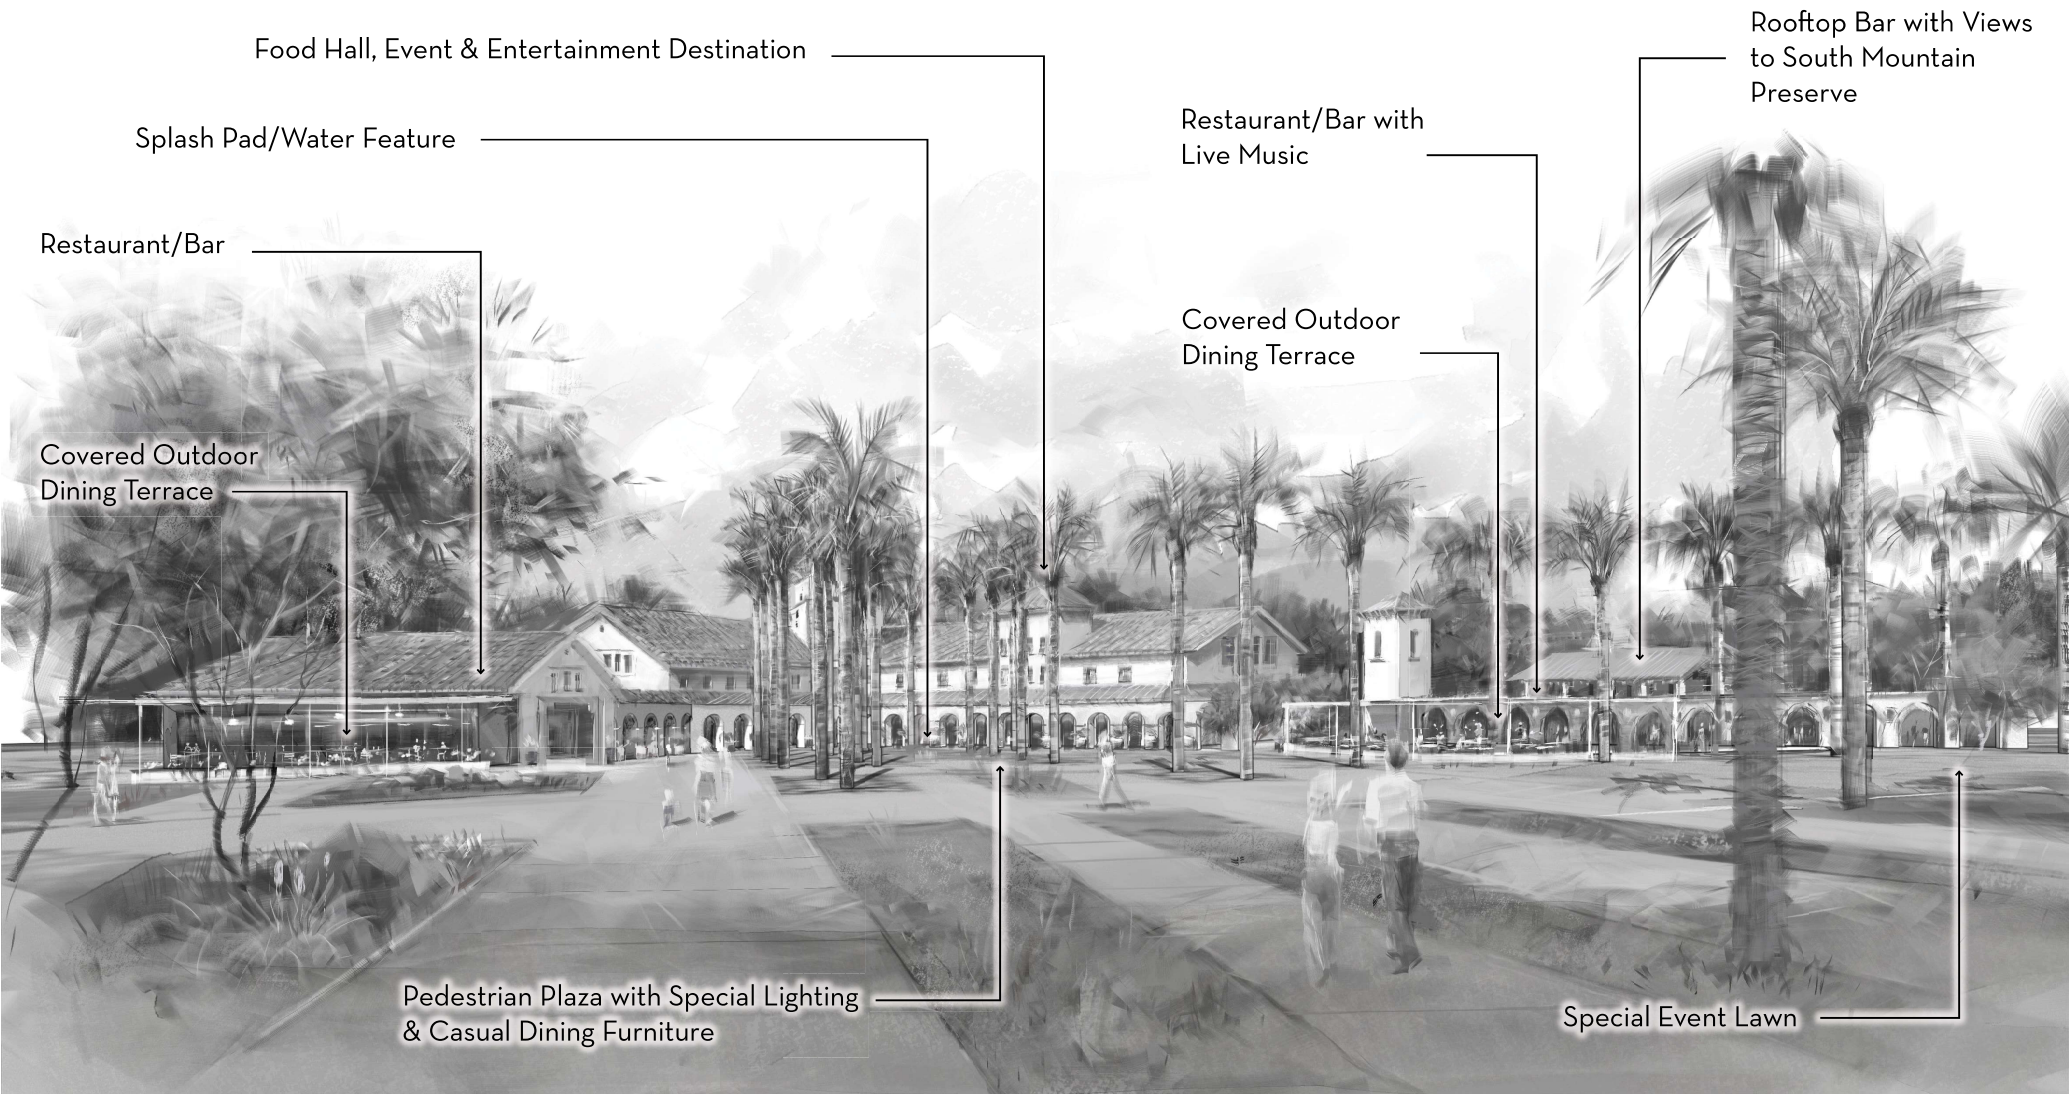 Rooftop Bar with Views
to South Mountain
Preserve
Food Hall, Event & Entertainment Destination
Restaurant/Bar with
Live Music
Splash Pad/Water Feature
Restaurant/Bar
Covered Outdoor
Dining Terrace
Covered Outdoor
Dining Terrace
Pedestrian Plaza with Special Lighting
& Casual Dining Furniture
Special Event Lawn